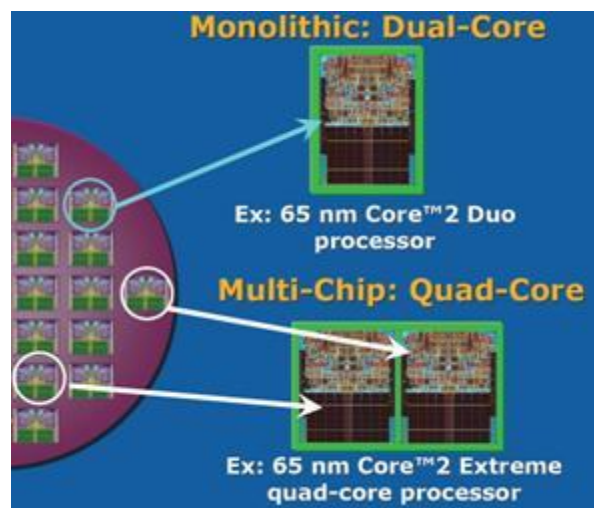 Monolithic: Dual-Core
Ex: 65 nm Core™2 Duo
processor
Multi-Chip: Quad-Core
Ex: 65 nm Core™2 Extreme
quad-core processor